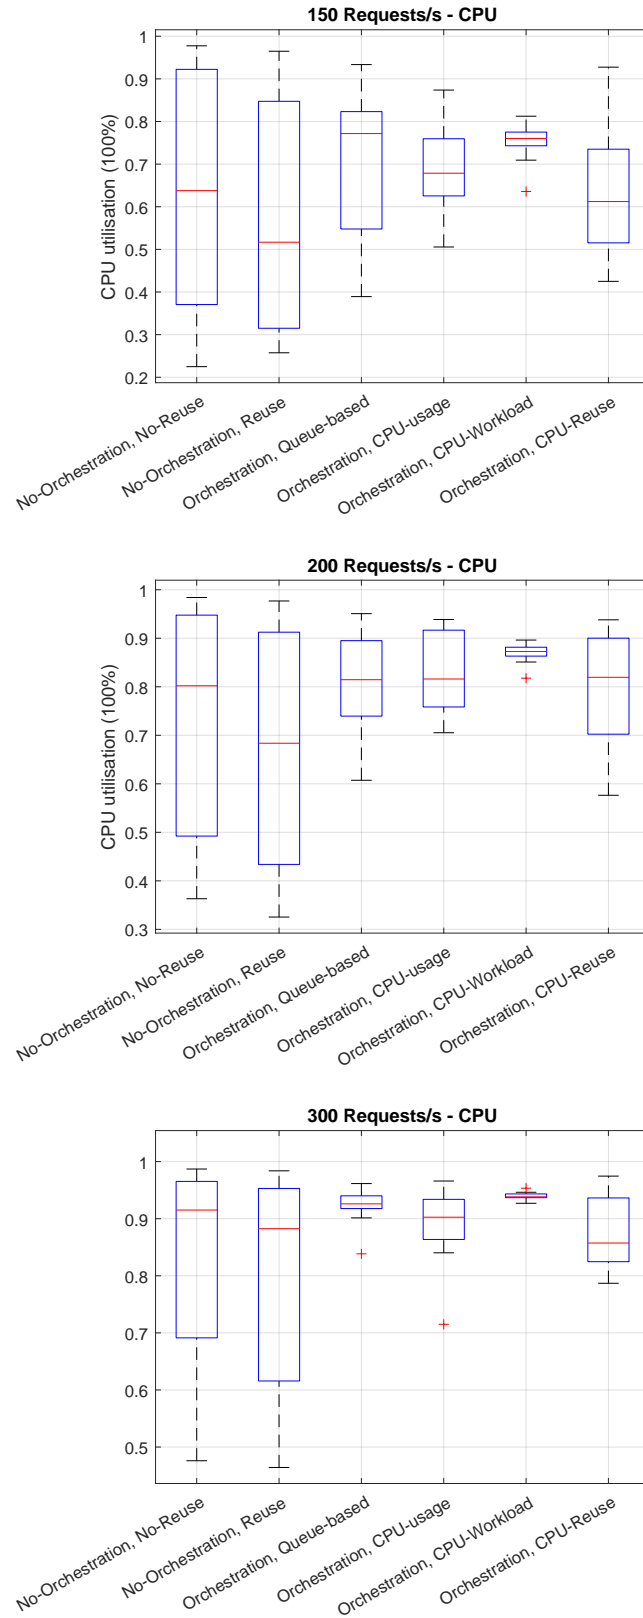 150 Requests/s - CPU
1
0.9
0.8
0.7
0.6
0.5
0.4
0.3
0.2
CPU utilisation (100%)
No-Orchestration, No-Reuse
No-Orchestration, Reuse
Orchestration, Queue-based
Orchestration, CPU-usage
Orchestration, CPU-Workload
Orchestration, CPU-Reuse
200 Requests/s - CPU
1
0.9
0.8
0.7
0.6
0.5
0.4
0.3
CPU utilisation (100%)
No-Orchestration, No-Reuse
No-Orchestration, Reuse
Orchestration, Queue-based
Orchestration, CPU-usage
Orchestration, CPU-Workload
Orchestration, CPU-Reuse
300 Requests/s - CPU
1
0.9
0.8
0.7
0.6
0.5
No-Orchestration, No-Reuse
No-Orchestration, Reuse
Orchestration, Queue-based
Orchestration, CPU-usage
Orchestration, CPU-Workload
Orchestration, CPU-Reuse